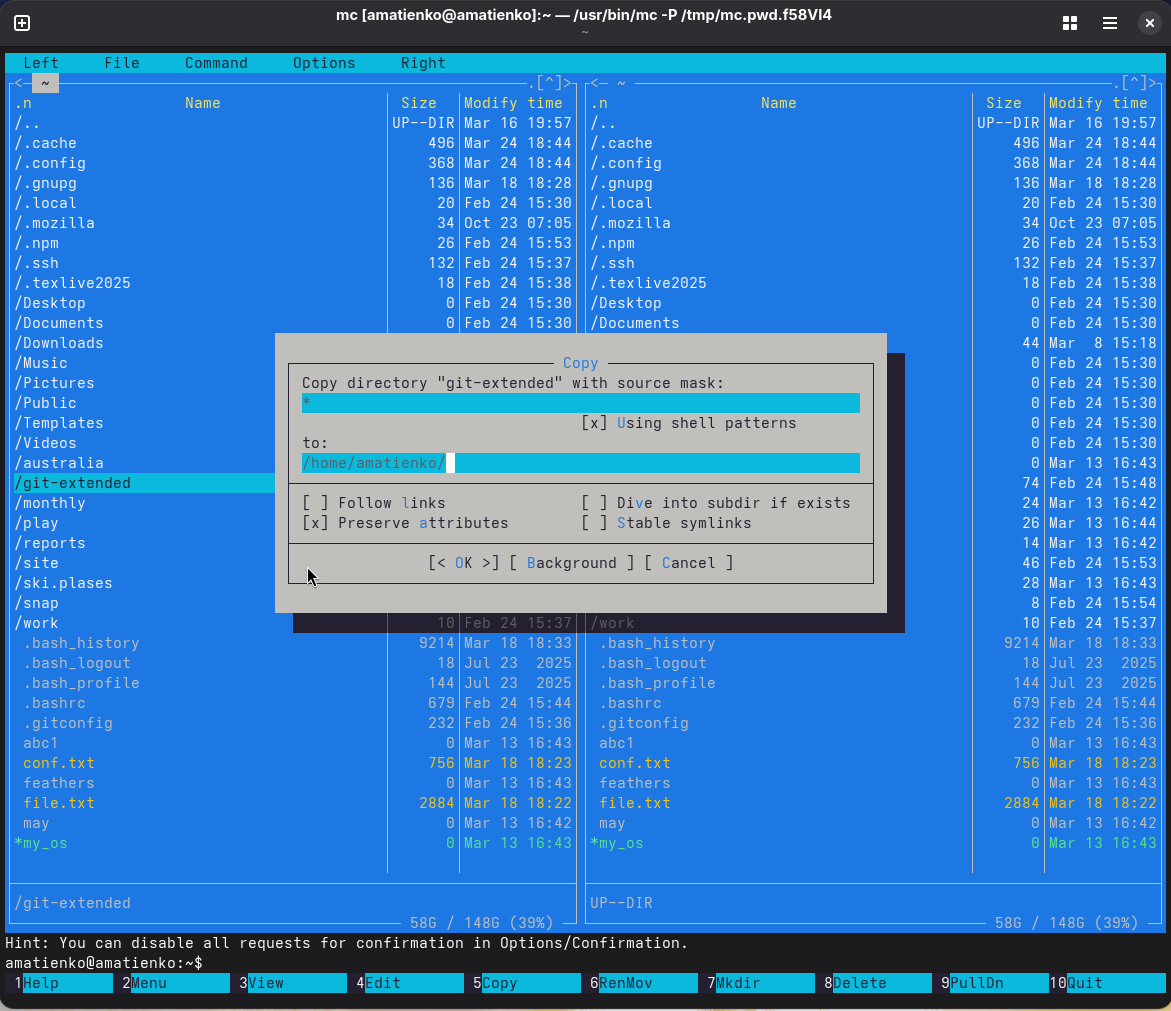 mc [amatienko@amatienko]:~ — /usr/bin/mc -P /tmp/mc.pwd.f58VI4
~
Left File Command Options Right
<─ ~ .[^]> <─ ~ .[^]>
.n Name Size Modify time .n Name Size Modify time
/.. UP--DIR Mar 16 19:57 /.. UP--DIR Mar 16 19:57
/.cache 496 Mar 24 18:44 /.cache 496 Mar 24 18:44
/.config 368 Mar 24 18:44 /.config 368 Mar 24 18:44
/.gnupg 136 Mar 18 18:28 /.gnupg 136 Mar 18 18:28
/.local 20 Feb 24 15:30 /.local 20 Feb 24 15:30
/.mozilla 34 Oct 23 07:05 /.mozilla 34 Oct 23 07:05
/.npm 26 Feb 24 15:53 /.npm 26 Feb 24 15:53
/.ssh 132 Feb 24 15:37 /.ssh 132 Feb 24 15:37
/.texlive2025 18 Feb 24 15:38 /.texlive2025 18 Feb 24 15:38
/Desktop 0 Feb 24 15:30 /Desktop 0 Feb 24 15:30
/Documents 0 Feb 24 15:30 /Documents 0 Feb 24 15:30
/Downloads 44 Mar 8 15:18
/Music Copy 0 Feb 24 15:30
/Pictures Copy directory "git-extended" with source mask: 0 Feb 24 15:30
/Public * 0 Feb 24 15:30
/Templates [x] Using shell patterns 0 Feb 24 15:30
/Videos to: 0 Feb 24 15:30
/australia /home/amatienko/ 0 Mar 13 16:43
/git-extended 74 Feb 24 15:48
/monthly [ ] Follow links [ ] Dive into subdir if exists 24 Mar 13 16:42
/play [x] Preserve attributes [ ] Stable symlinks 26 Mar 13 16:44
/reports 14 Mar 13 16:42
/site [< OK >] [ Background ] [ Cancel ] 46 Feb 24 15:53
/ski.plases 28 Mar 13 16:43
/snap 8 Feb 24 15:54
/work 10 Feb 24 15:37 /work 10 Feb 24 15:37
.bash_history 9214 Mar 18 18:33 .bash_history 9214 Mar 18 18:33
.bash_logout 18 Jul 23 2025 .bash_logout 18 Jul 23 2025
.bash_profile 144 Jul 23 2025 .bash_profile 144 Jul 23 2025
.bashrc 679 Feb 24 15:44 .bashrc 679 Feb 24 15:44
.gitconfig 232 Feb 24 15:36 .gitconfig 232 Feb 24 15:36
abc1 0 Mar 13 16:43 abc1 0 Mar 13 16:43
conf.txt 756 Mar 18 18:23 conf.txt 756 Mar 18 18:23
feathers 0 Mar 13 16:43 feathers 0 Mar 13 16:43
file.txt 2884 Mar 18 18:22 file.txt 2884 Mar 18 18:22
may 0 Mar 13 16:42 may 0 Mar 13 16:42
*my_os 0 Mar 13 16:43 *my_os 0 Mar 13 16:43
/git-extended UP--DIR
58G / 148G (39%) 58G / 148G (39%)
Hint: You can disable all requests for confirmation in Options/Confirmation.
amatienko@amatienko:~$
1Help 2Menu 3View 4Edit 5Copy 6RenMov 7Mkdir 8Delete 9PullDn 10Quit